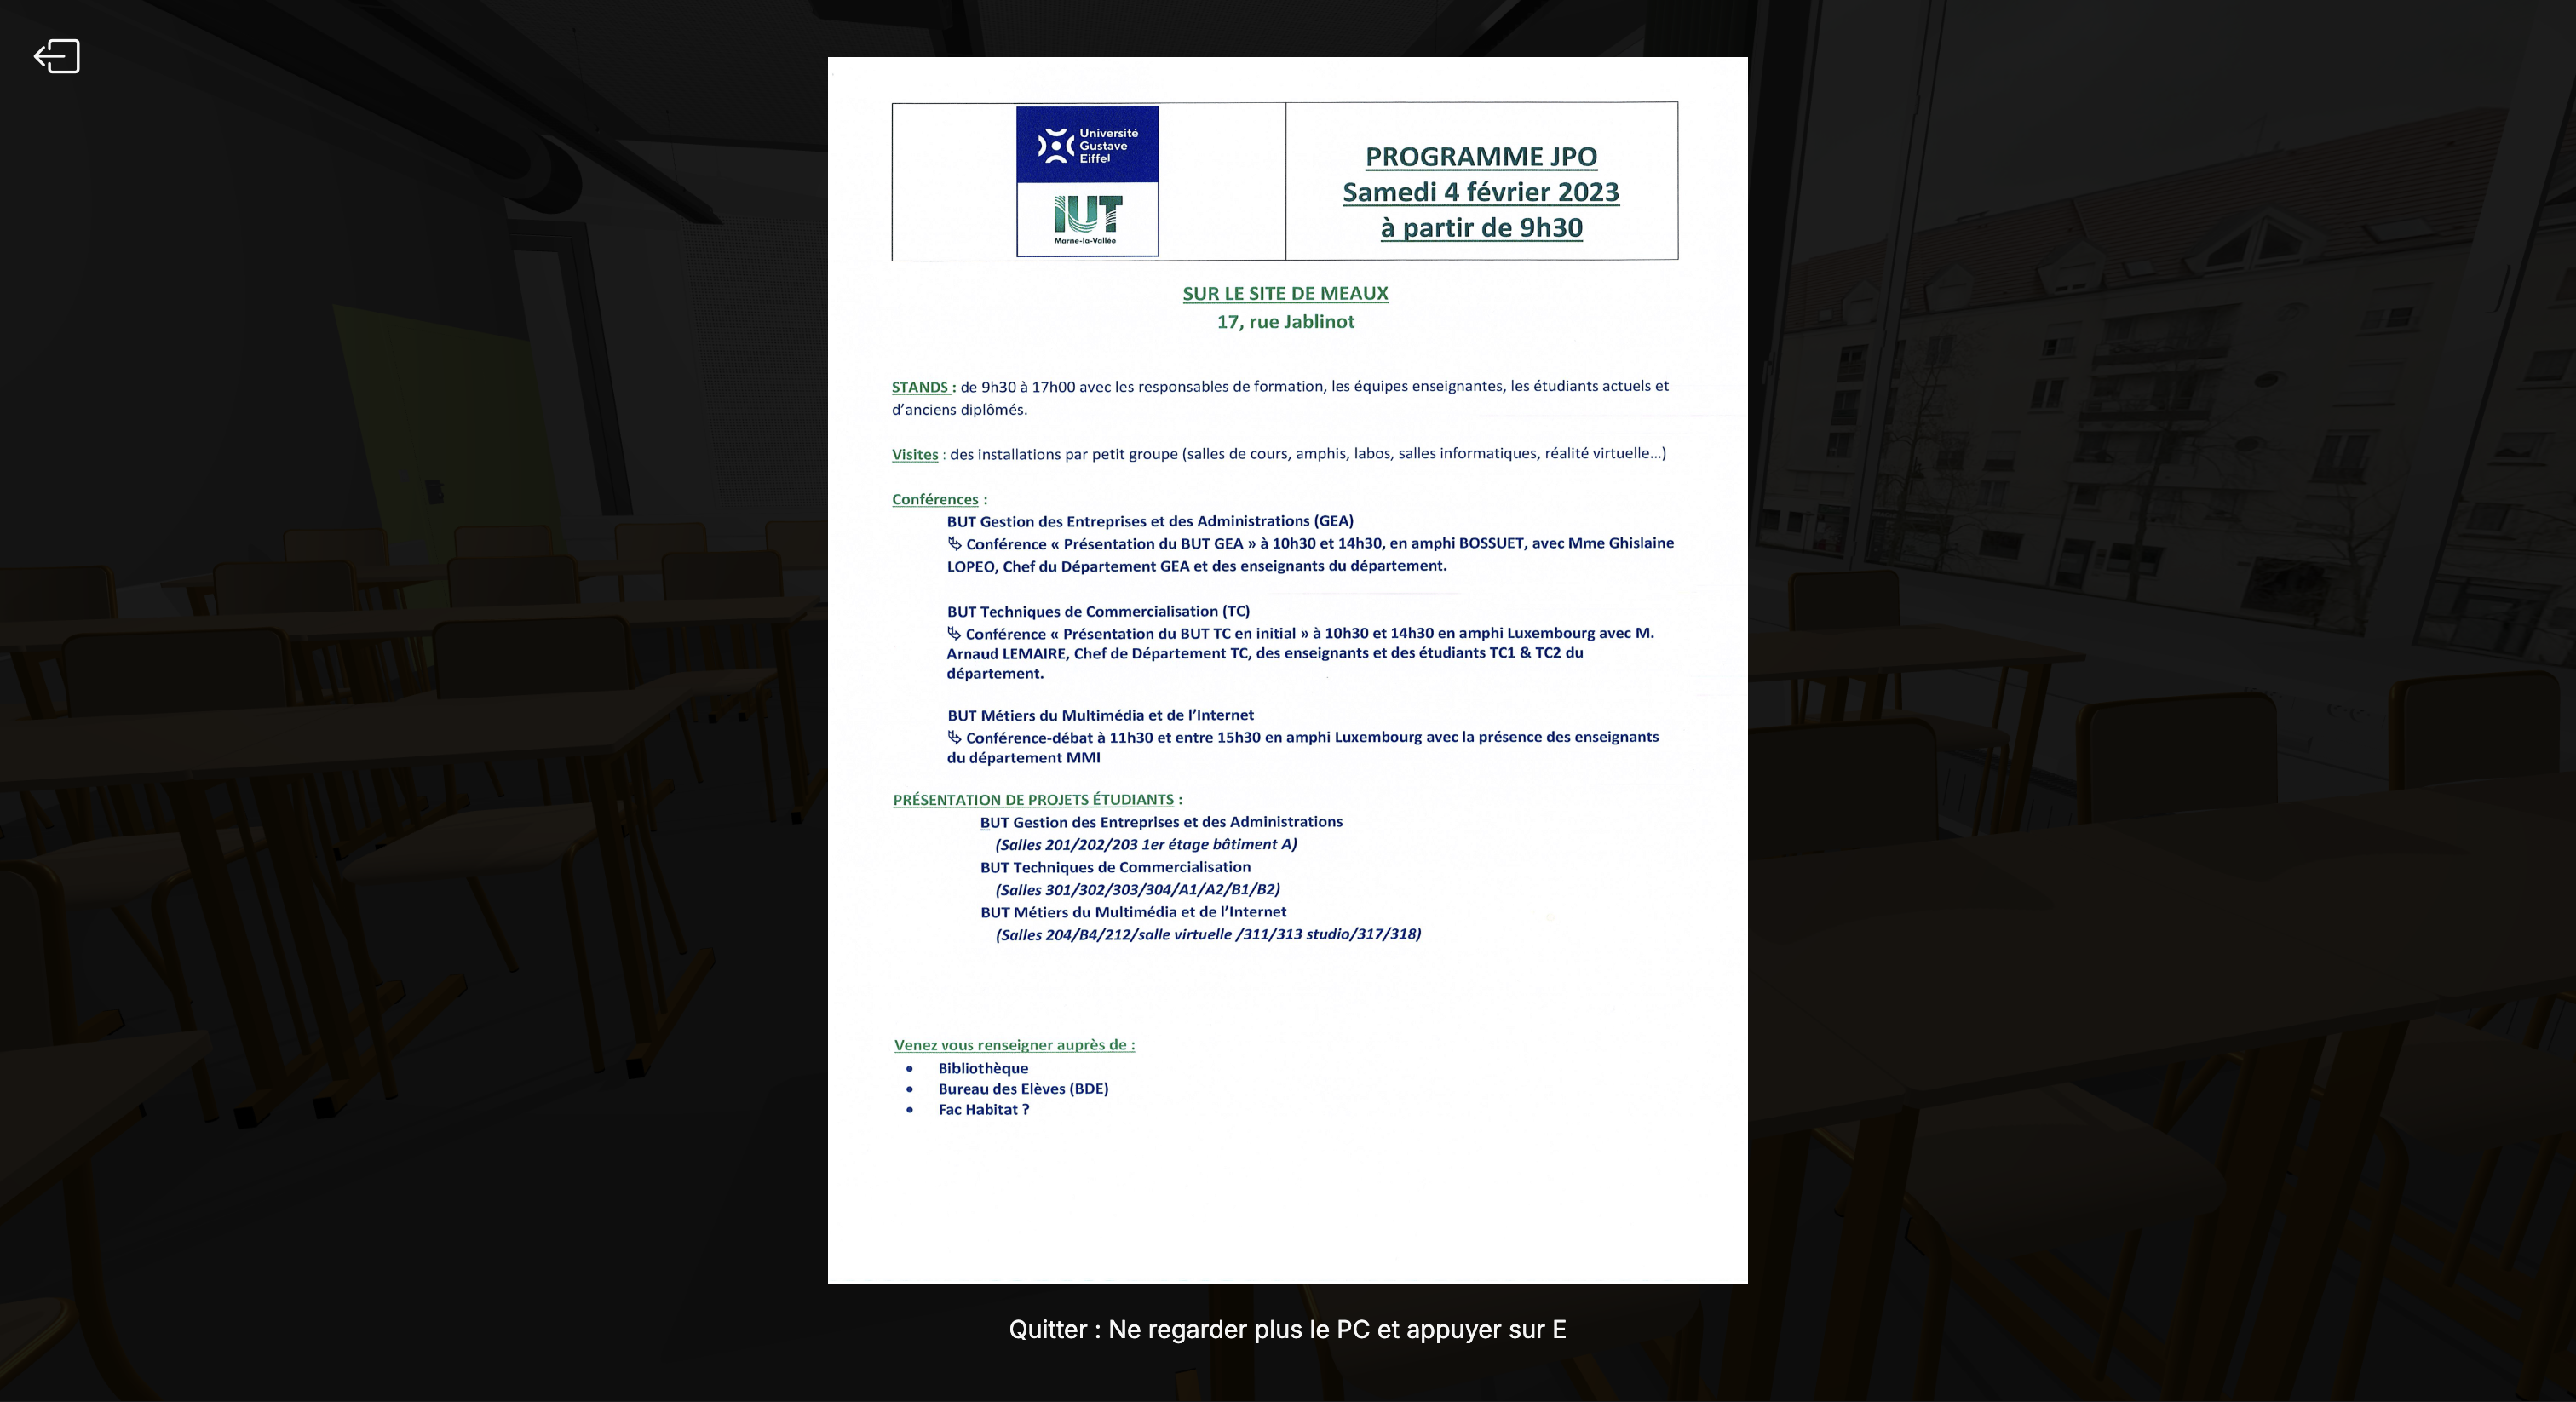 Université
Gustave
Eiffel
IUT
Marne-la-Vallée
PROGRAMME JPO
Samedi 4 février 2023
à partir de 9h30
SUR LE SITE DE MEAUX
17, rue Jablinot
STANDS : de 9h30 à 17h00 avec les responsables de formation, les équipes enseignantes, les étudiants actuels et
d’anciens diplômés.
Visites : des installations par petit groupe (salles de cours, amphis, labos, salles informatiques, réalité virtuelle…)
Conférences :
BUT Gestion des Entreprises et des Administrations (GEA)
Conférence « Présentation du BUT GEA » à 10h30 et 14h30, en amphi BOSSUET, avec Mme Ghislaine
LOPEO, Chef du Département GEA et des enseignants du département.
BUT Techniques de Commercialisation (TC)
Conférence « Présentation du BUT TC en initial » à 10h30 et 14h30 en amphi Luxembourg avec M.
Arnaud LEMAIRE, Chef de Département TC, des enseignants et des étudiants TC1 & TC2 du
département.
BUT Métiers du Multimédia et de l’Internet
Conférence-débat à 11h30 et entre 15h30 en amphi Luxembourg avec la présence des enseignants
du département MMI
PRÉSENTATION DE PROJETS ÉTUDIANTS :
BUT Gestion des Entreprises et des Administrations
(Salles 201/202/203 1er étage bâtiment A)
BUT Techniques de Commercialisation
(Salles 301/302/303/304/A1/A2/B1/B2)
BUT Métiers du Multimédia et de l’Internet
(Salles 204/B4/212/salle virtuelle /311/313 studio/317/318)
Venez vous renseigner auprès de :
• Bibliothèque
• Bureau des Elèves (BDE)
• Fac Habitat ?
Quitter : Ne regarder plus le PC et appuyer sur E